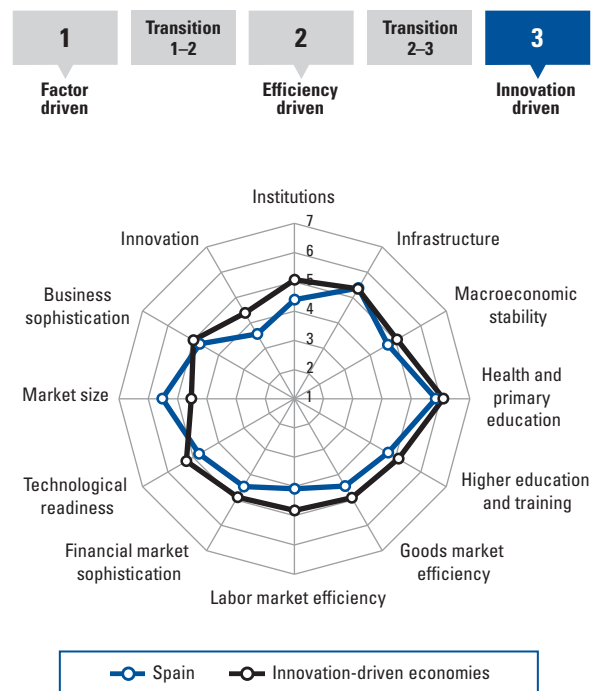 1
Transition
1–2
2
Transition
2–3
3
Factor
driven
Efficiency
driven
Innovation
driven
Institutions
Infrastructure
Macroeconomic
stability
Health and
primary
education
Higher education
and training
Goods market
efficiency
Labor market efficiency
Financial market
sophistication
Technological
readiness
Market size
Business
sophistication
Innovation
7
6
5
4
3
2
1
Spain
Innovation-driven economies